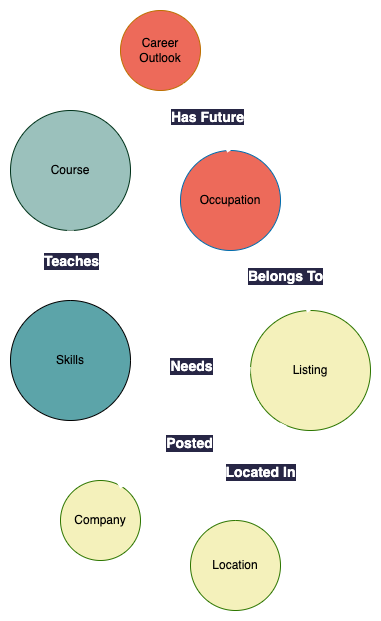 Career
Outlook
Has Future
Course
Occupation
Teaches
Belongs To
Skills
Needs
Listing
Posted
Located In
Company
Location